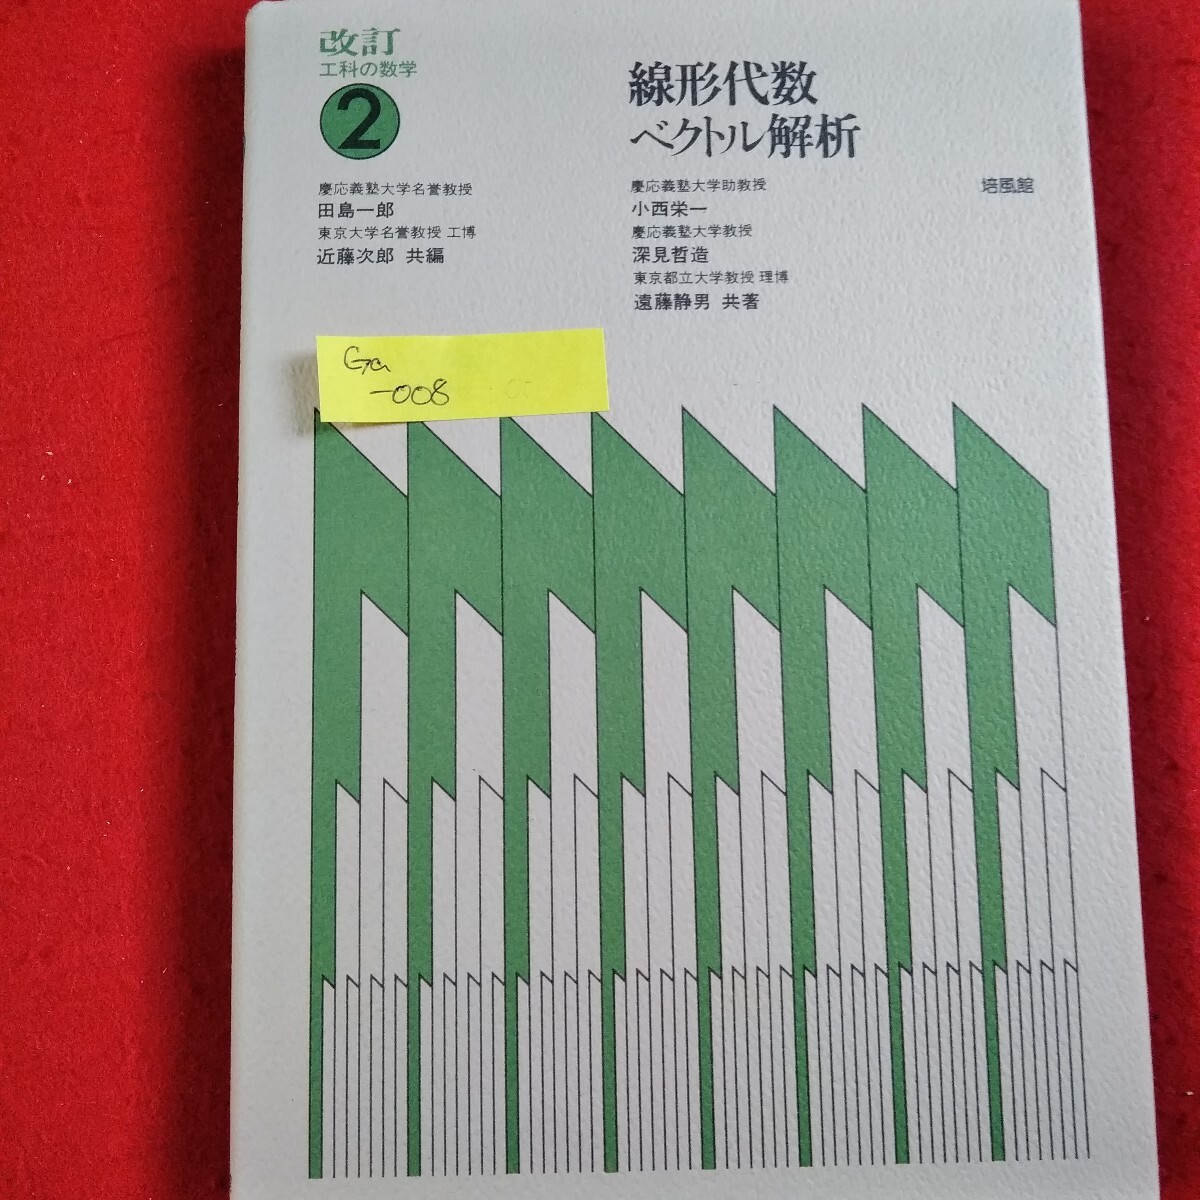 改訂
工科の数学
2
線形代数
ベクトル解析
慶応義塾大学名誉教授
田島一郎
東京大学名誉教授 工博
近藤次郎 共編
慶応義塾大学助教授
小西栄一
慶応義塾大学教授
深見哲造
東京都立大学教授 理博
遠藤静男 共著
培風館
Ga
-008